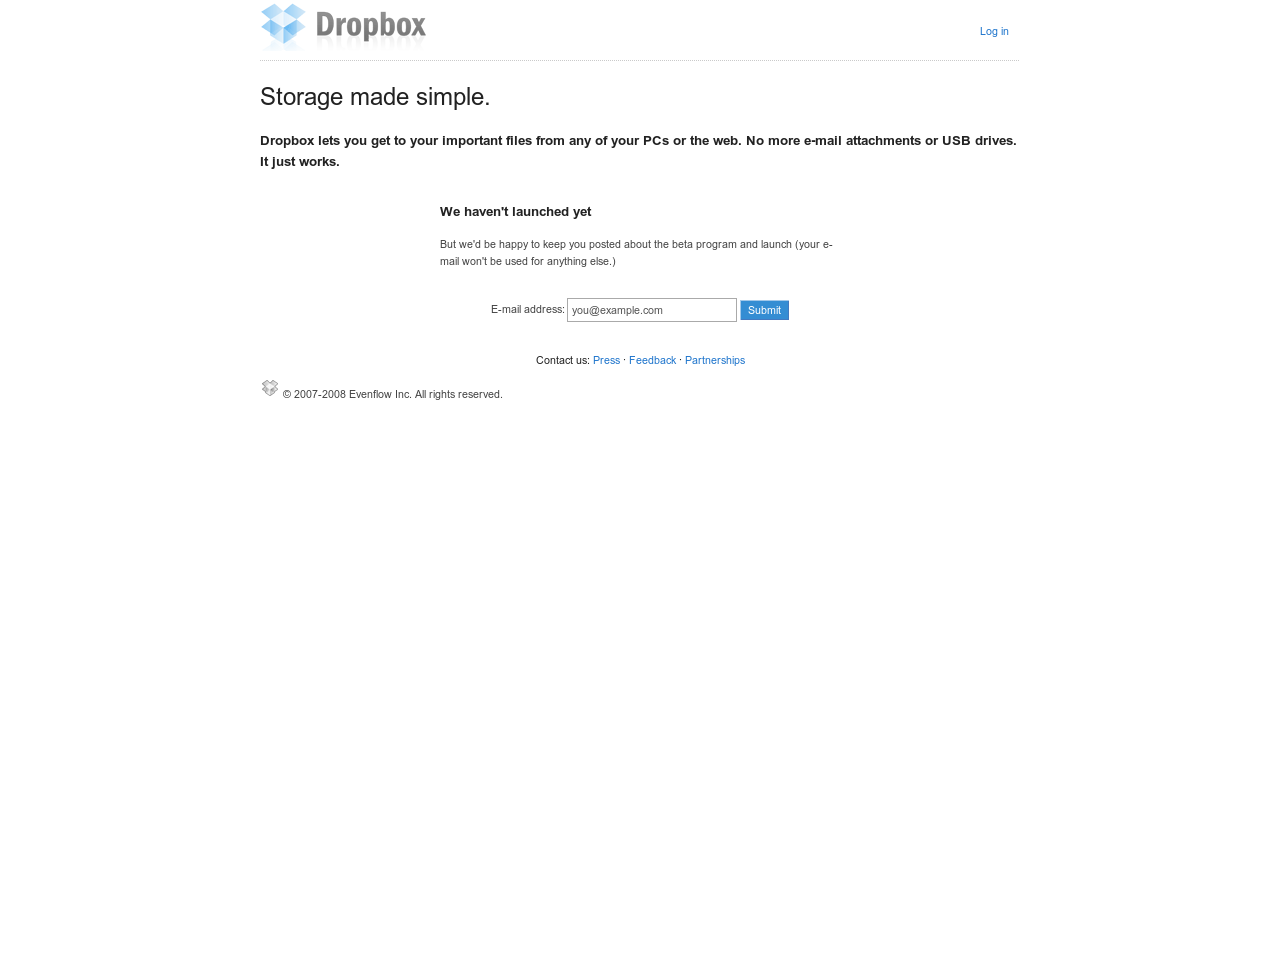 Dropbox
Log in
Storage made simple.
Dropbox lets you get to your important files from any of your PCs or the web. No more e-mail attachments or USB drives.
It just works.
We haven't launched yet
But we'd be happy to keep you posted about the beta program and launch (your e-
mail won't be used for anything else.)
E-mail address: you@example.com Submit
Contact us: Press · Feedback · Partnerships
© 2007-2008 Evenflow Inc. All rights reserved.